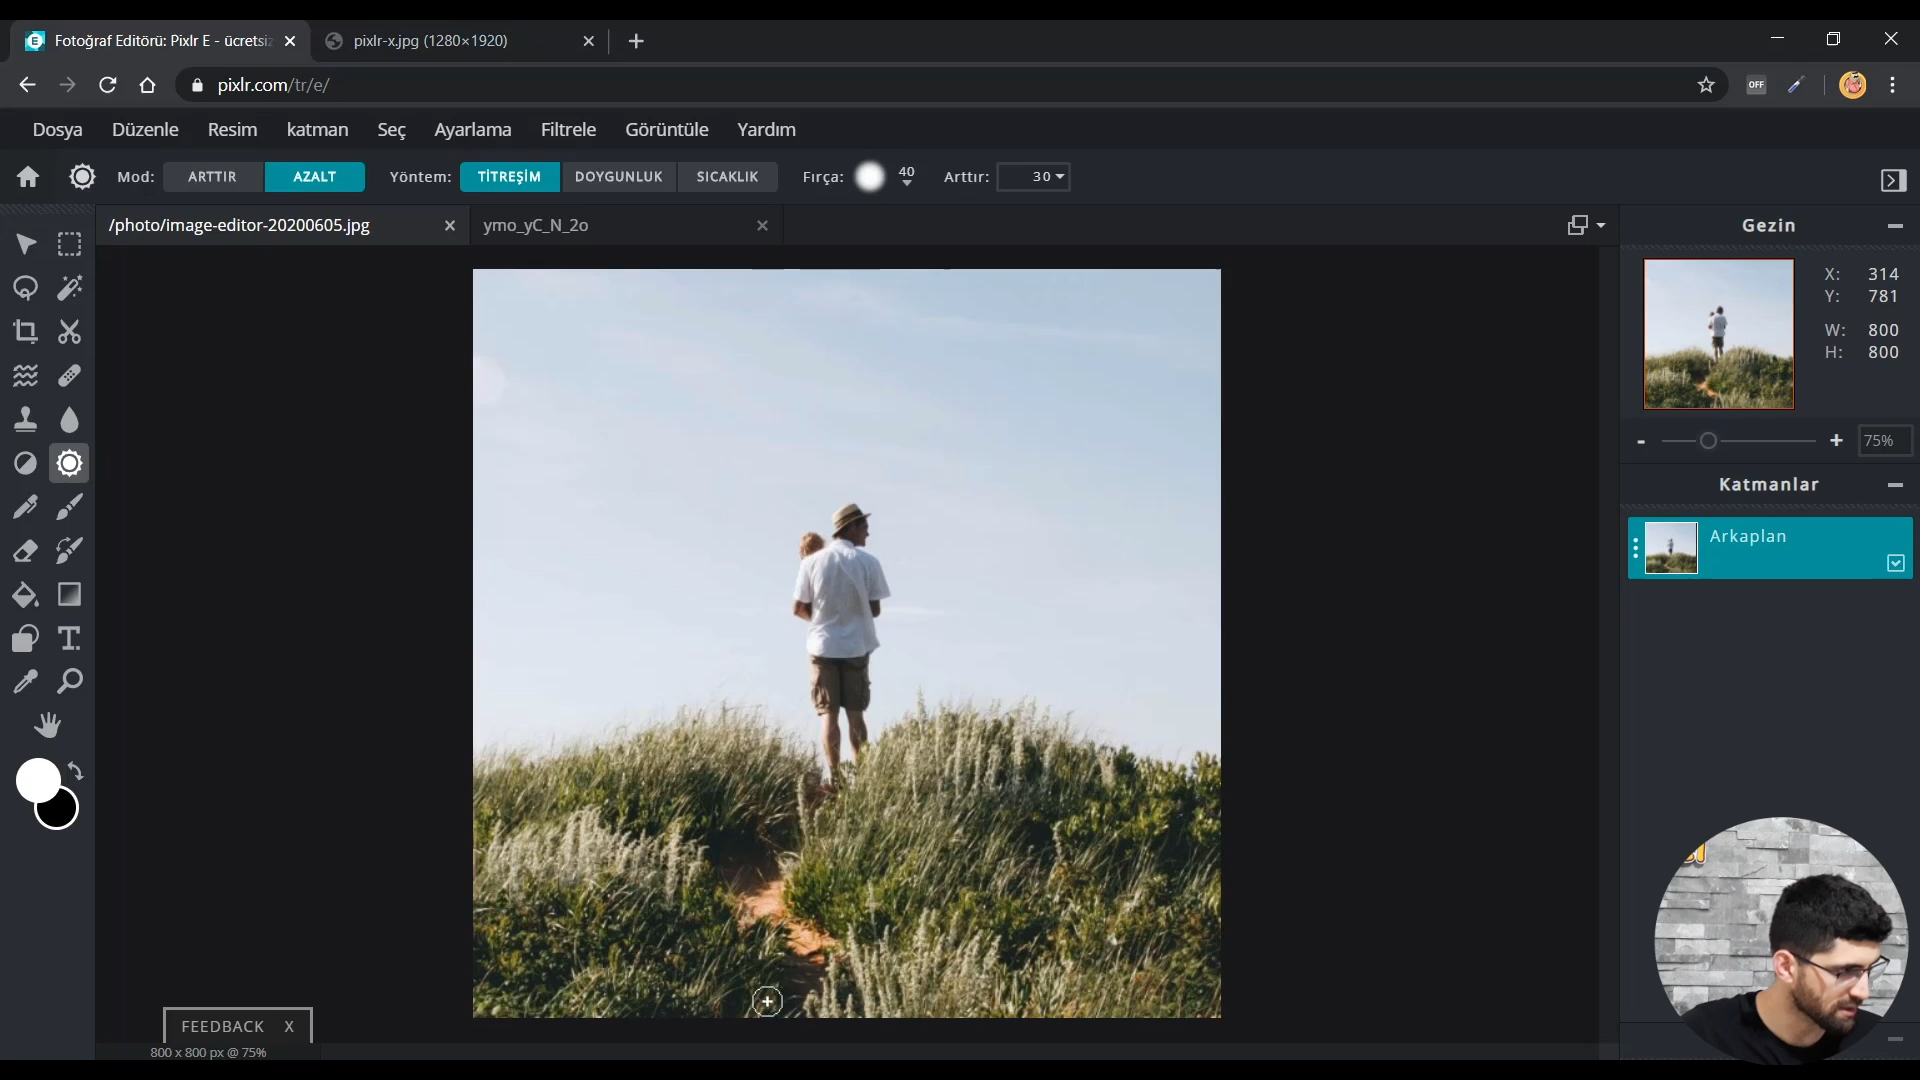 Fotoğraf Editörü: Pixlr E - ücretsiz
pixlr-x.jpg (1280×1920)
pixlr.com/tr/e/
OFF
Dosya Düzenle Resim katman Seç Ayarlama Filtrele Görüntüle Yardım
Mod: ARTTIR AZALT Yöntem: TİTREŞİM DOYGUNLUK SICAKLIK Fırça: 40 Arttır: 30
/photo/image-editor-20200605.jpg
ymo_yC_N_2o
Gezin
X: 314
Y: 781
W: 800
H: 800
- + 75%
Katmanlar
Arkaplan
FEEDBACK X
800 x 800 px @ 75%